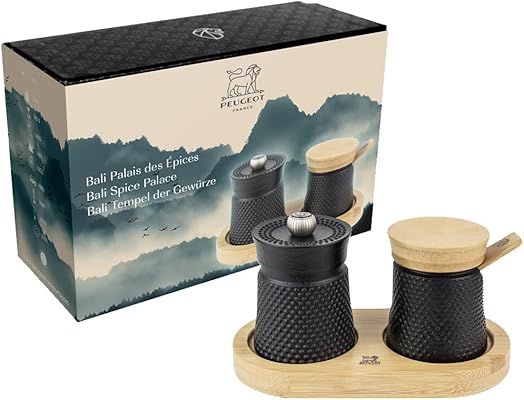 PEUGEOT
FRANCE
Bali Palais des Épices
Bali Spice Palace
Bali Tempel der Gewürze